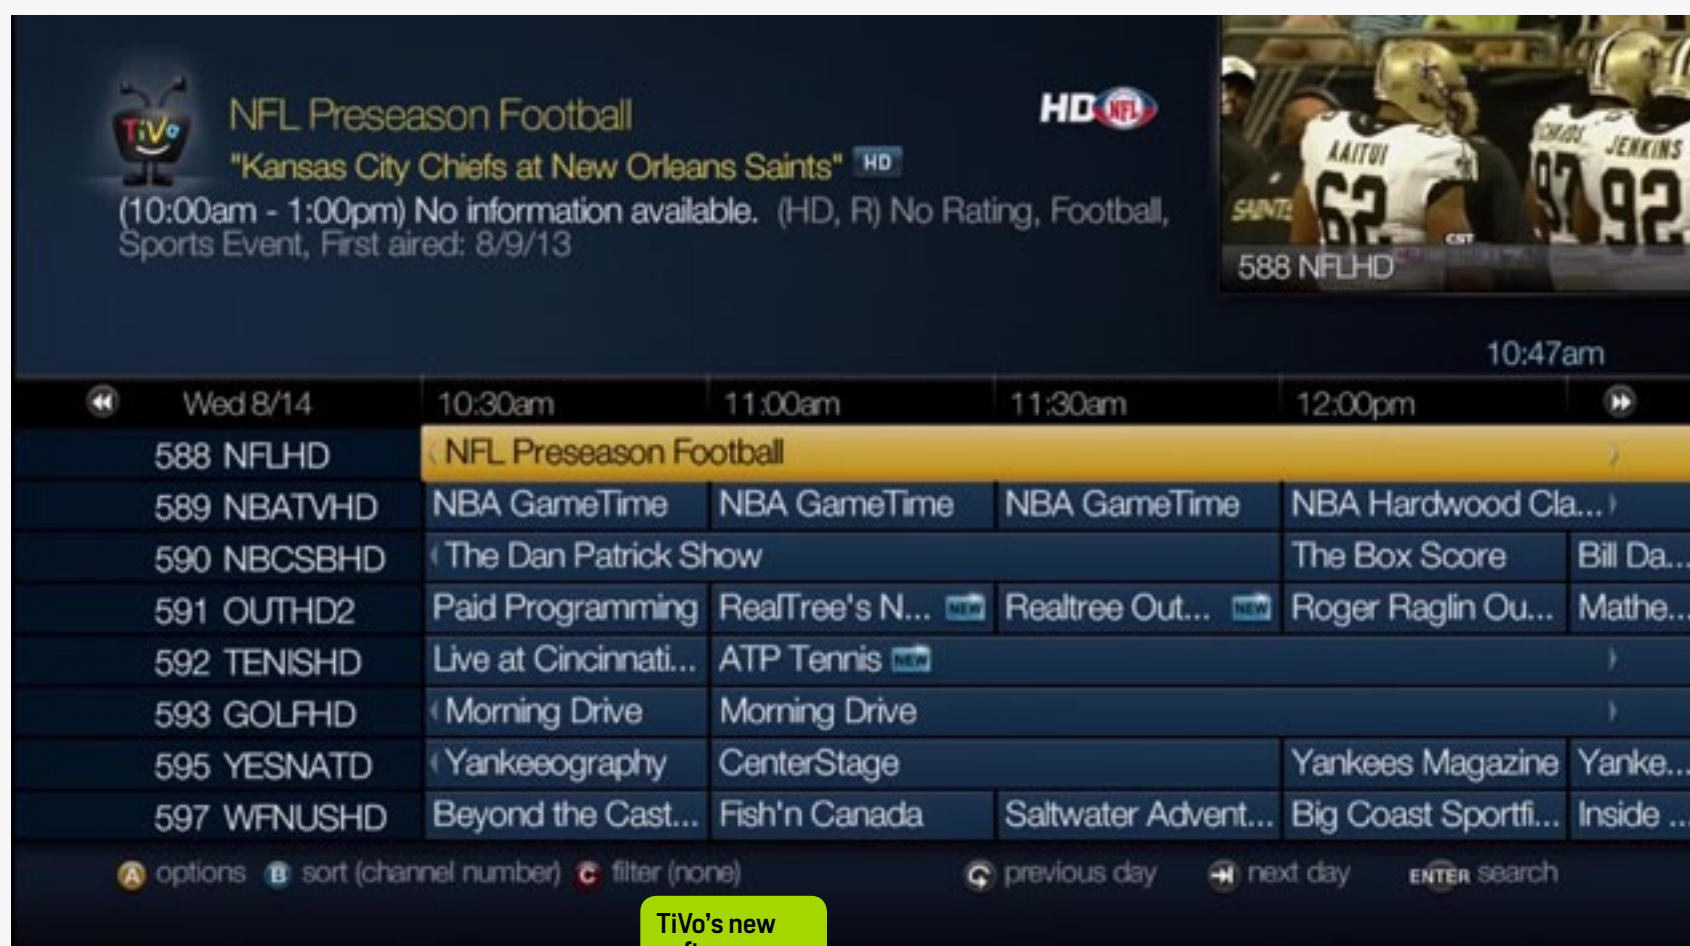 TiVo
NFL Preseason Football
HD NFL
"Kansas City Chiefs at New Orleans Saints" HD
(10:00am - 1:00pm) No information available. (HD, R) No Rating, Football,
Sports Event, First aired: 8/9/13
AAITUI
62
97
JENKINS
92
SAINTS
CST
588 NFLHD
10:47am
Wed 8/14 10:30am 11:00am 11:30am 12:00pm
588 NFLHD NFL Preseason Football
589 NBATVHD NBA GameTime NBA GameTime NBA GameTime NBA Hardwood Cla...
590 NBCSBHD The Dan Patrick Show The Box Score Bill Da...
591 OUTHD2 Paid Programming RealTree's N... NEW Realtree Out... NEW Roger Raglin Ou... Mathe...
592 TENISHD Live at Cincinnati... ATP Tennis NEW
593 GOLFHD Morning Drive Morning Drive
595 YESNATD Yankeeography CenterStage Yankees Magazine Yanke...
597 WFNUSHD Beyond the Cast... Fish'n Canada Saltwater Advent... Big Coast Sportfi... Inside ...
A options B sort (channel number) C filter (none) previous day next day ENTER search
TiVo's new